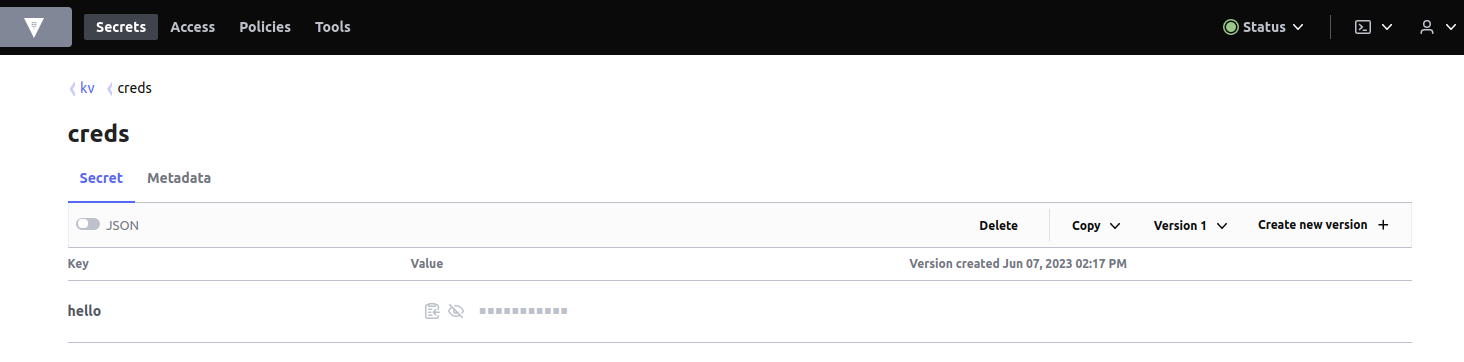 Secrets Access Policies Tools Status
kv creds
creds
Secret Metadata
JSON Delete Copy Version 1 Create new version +
Key Value Version created Jun 07, 2023 02:17 PM
hello